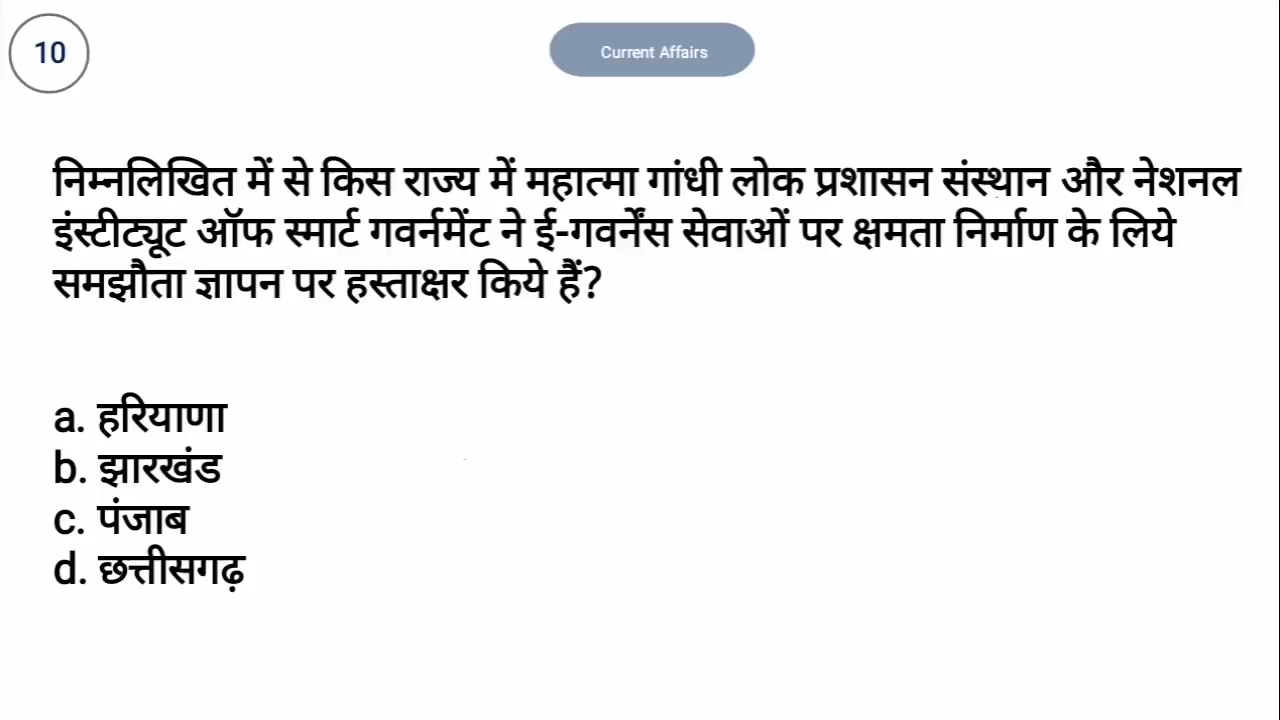 10
Current Affairs
निम्नलिखित में से किस राज्य में महात्मा गांधी लोक प्रशासन संस्थान और नेशनल
इंस्टीट्यूट ऑफ स्मार्ट गवर्नमेंट ने ई-गवर्नेंस सेवाओं पर क्षमता निर्माण के लिये
समझौता ज्ञापन पर हस्ताक्षर किये हैं?
a. हरियाणा
b. झारखंड
c. पंजाब
d. छत्तीसगढ़